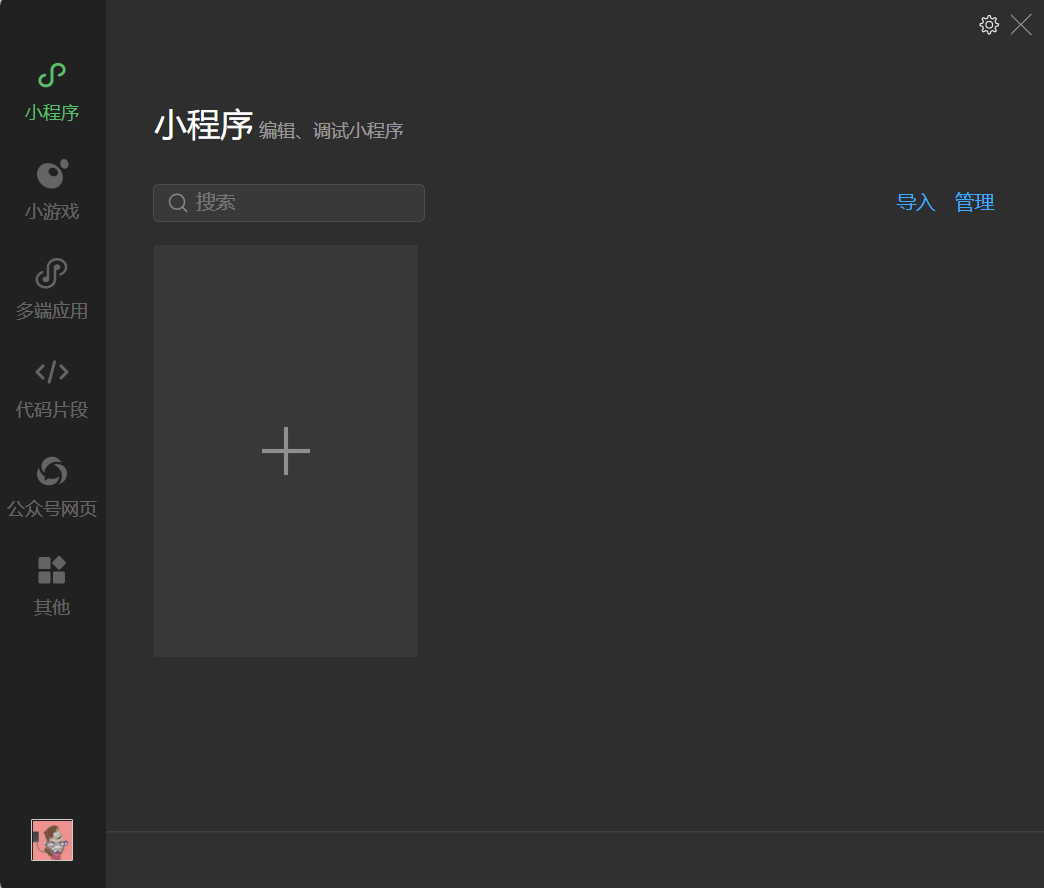 小程序
小游戏
多端应用
代码片段
公众号网页
其他
小程序 编辑、调试小程序
搜索
导入 管理